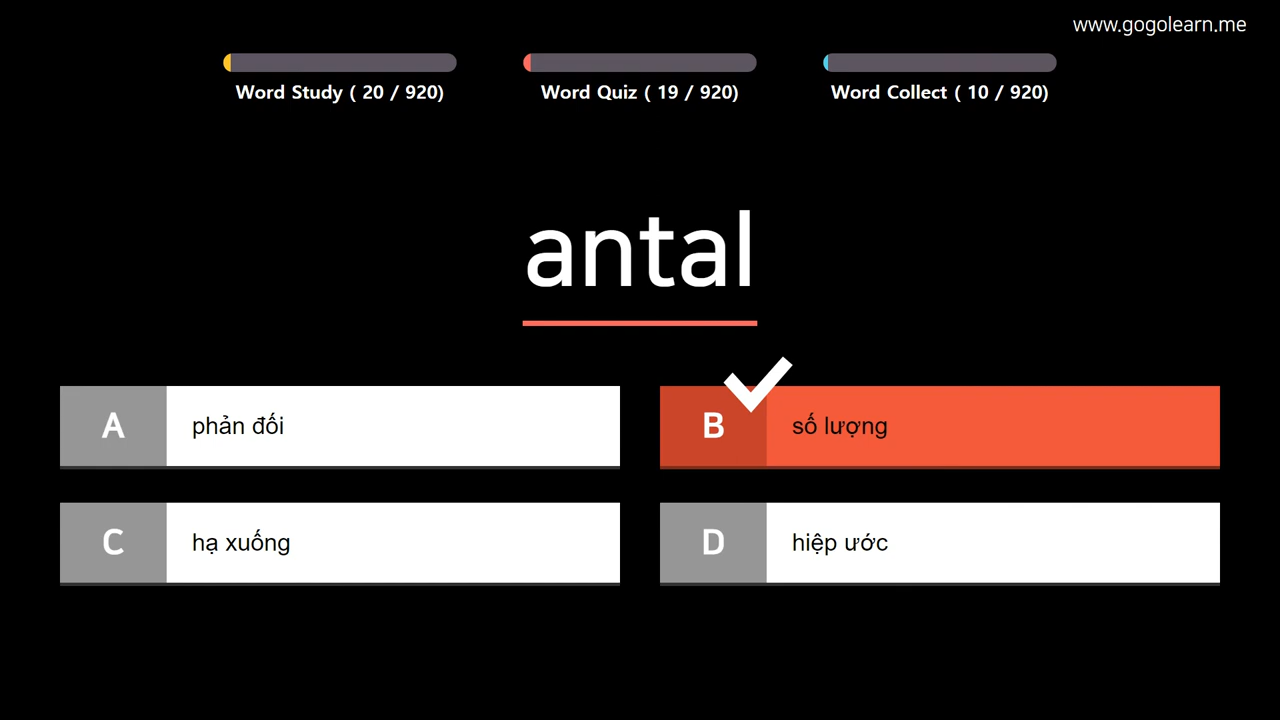 www.gogolearn.me
Word Study ( 20 / 920)
Word Quiz ( 19 / 920)
Word Collect ( 10 / 920)
antal
A phản đối
B số lượng
C hạ xuống
D hiệp ước